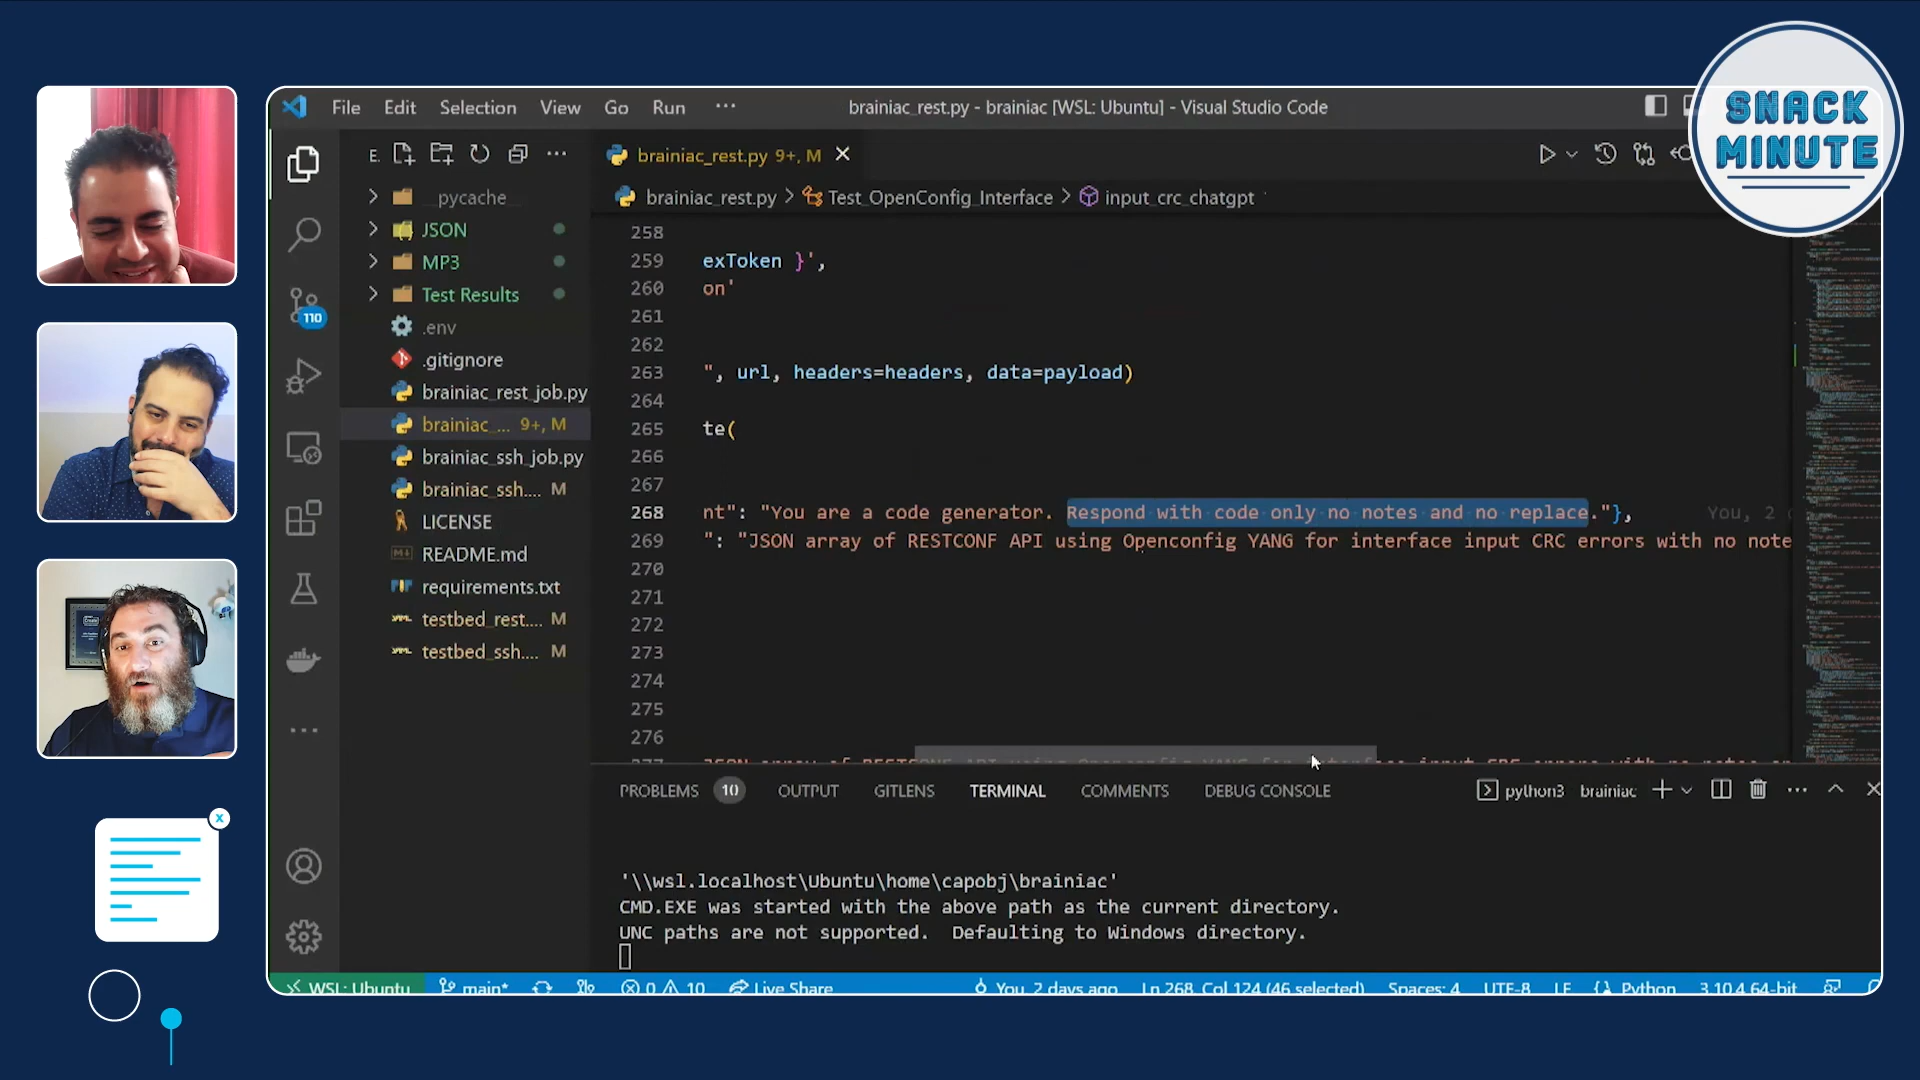 SNACK
MINUTE
File Edit Selection View Go Run ··· brainiac_rest.py - brainiac [WSL: Ubuntu] - Visual Studio Code
E. ··· brainiac_rest.py 9+, M
brainiac_rest.py > Test_OpenConfig_Interface > input_crc_chatgpt
__pycache__
JSON
MP3
Test Results
.env
.gitignore
brainiac_rest_job.py
brainiac_... 9+, M
brainiac_ssh_job.py
brainiac_ssh.... M
LICENSE
README.md
requirements.txt
testbed_rest.... M
testbed_ssh.... M
110
258
259 exToken }',
260 on'
261
262
263 ", url, headers=headers, data=payload)
264
265 te(
266
267
268 nt": "You are a code generator. Respond with code only no notes and no replace."}, You, 2
269 ": "JSON array of RESTCONF API using Openconfig YANG for interface input CRC errors with no note
270
271
272
273
274
275
276
PROBLEMS 10 OUTPUT GITLENS TERMINAL COMMENTS DEBUG CONSOLE python3 brainiac
'\\wsl.localhost\Ubuntu\home\capobj\brainiac'
CMD.EXE was started with the above path as the current directory.
UNC paths are not supported.  Defaulting to Windows directory.
WSL: Ubuntu main* 0 10 Live Share You, 2 days ago Ln 268, Col 124 (46 selected) Spaces: 4 UTF-8 LF Python 3.10.4 64-bit
x